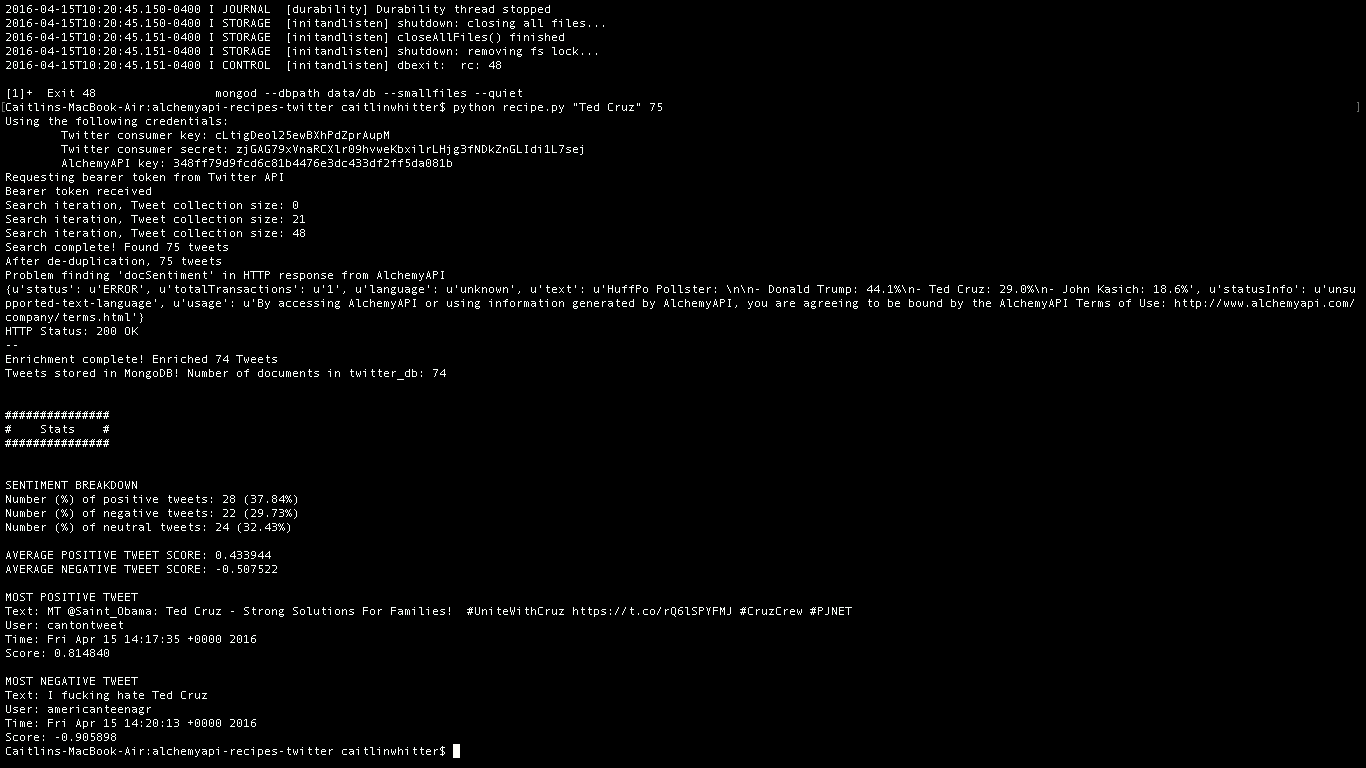 2016-04-15T10:20:45.150-0400 I JOURNAL  [durability] Durability thread stopped
2016-04-15T10:20:45.150-0400 I STORAGE  [initandlisten] shutdown: closing all files...
2016-04-15T10:20:45.151-0400 I STORAGE  [initandlisten] closeAllFiles() finished
2016-04-15T10:20:45.151-0400 I STORAGE  [initandlisten] shutdown: removing fs lock...
2016-04-15T10:20:45.151-0400 I CONTROL  [initandlisten] dbexit:  rc: 48
[1]+  Exit 48                 mongod --dbpath data/db --smallfiles --quiet
[Caitlins-MacBook-Air:alchemyapi-recipes-twitter caitlinwhitter$ python recipe.py "Ted Cruz" 75 ]
Using the following credentials:
        Twitter consumer key: cLtigDeol25ewBXhPdZprAupM
        Twitter consumer secret: zjGAG79xVnaRCXlr09hvweKbxilrLHjg3fNDkZnGLIdi1L7sej
        AlchemyAPI key: 348ff79d9fcd6c81b4476e3dc433df2ff5da081b
Requesting bearer token from Twitter API
Bearer token received
Search iteration, Tweet collection size: 0
Search iteration, Tweet collection size: 21
Search iteration, Tweet collection size: 48
Search complete! Found 75 tweets
After de-duplication, 75 tweets
Problem finding 'docSentiment' in HTTP response from AlchemyAPI
{u'status': u'ERROR', u'totalTransactions': u'1', u'language': u'unknown', u'text': u'HuffPo Pollster: \n\n- Donald Trump: 44.1%\n- Ted Cruz: 29.0%\n- John Kasich: 18.6%', u'statusInfo': u'unsu
pported-text-language', u'usage': u'By accessing AlchemyAPI or using information generated by AlchemyAPI, you are agreeing to be bound by the AlchemyAPI Terms of Use: http://www.alchemyapi.com/
company/terms.html'}
HTTP Status: 200 OK
--
Enrichment complete! Enriched 74 Tweets
Tweets stored in MongoDB! Number of documents in twitter_db: 74
###############
#    Stats    #
###############
SENTIMENT BREAKDOWN
Number (%) of positive tweets: 28 (37.84%)
Number (%) of negative tweets: 22 (29.73%)
Number (%) of neutral tweets: 24 (32.43%)
AVERAGE POSITIVE TWEET SCORE: 0.433944
AVERAGE NEGATIVE TWEET SCORE: -0.507522
MOST POSITIVE TWEET
Text: MT @Saint_Obama: Ted Cruz - Strong Solutions For Families!  #UniteWithCruz https://t.co/rQ6lSPYFMJ #CruzCrew #PJNET
User: cantontweet
Time: Fri Apr 15 14:17:35 +0000 2016
Score: 0.814840
MOST NEGATIVE TWEET
Text: I fucking hate Ted Cruz
User: americanteenagr
Time: Fri Apr 15 14:20:13 +0000 2016
Score: -0.905898
Caitlins-MacBook-Air:alchemyapi-recipes-twitter caitlinwhitter$